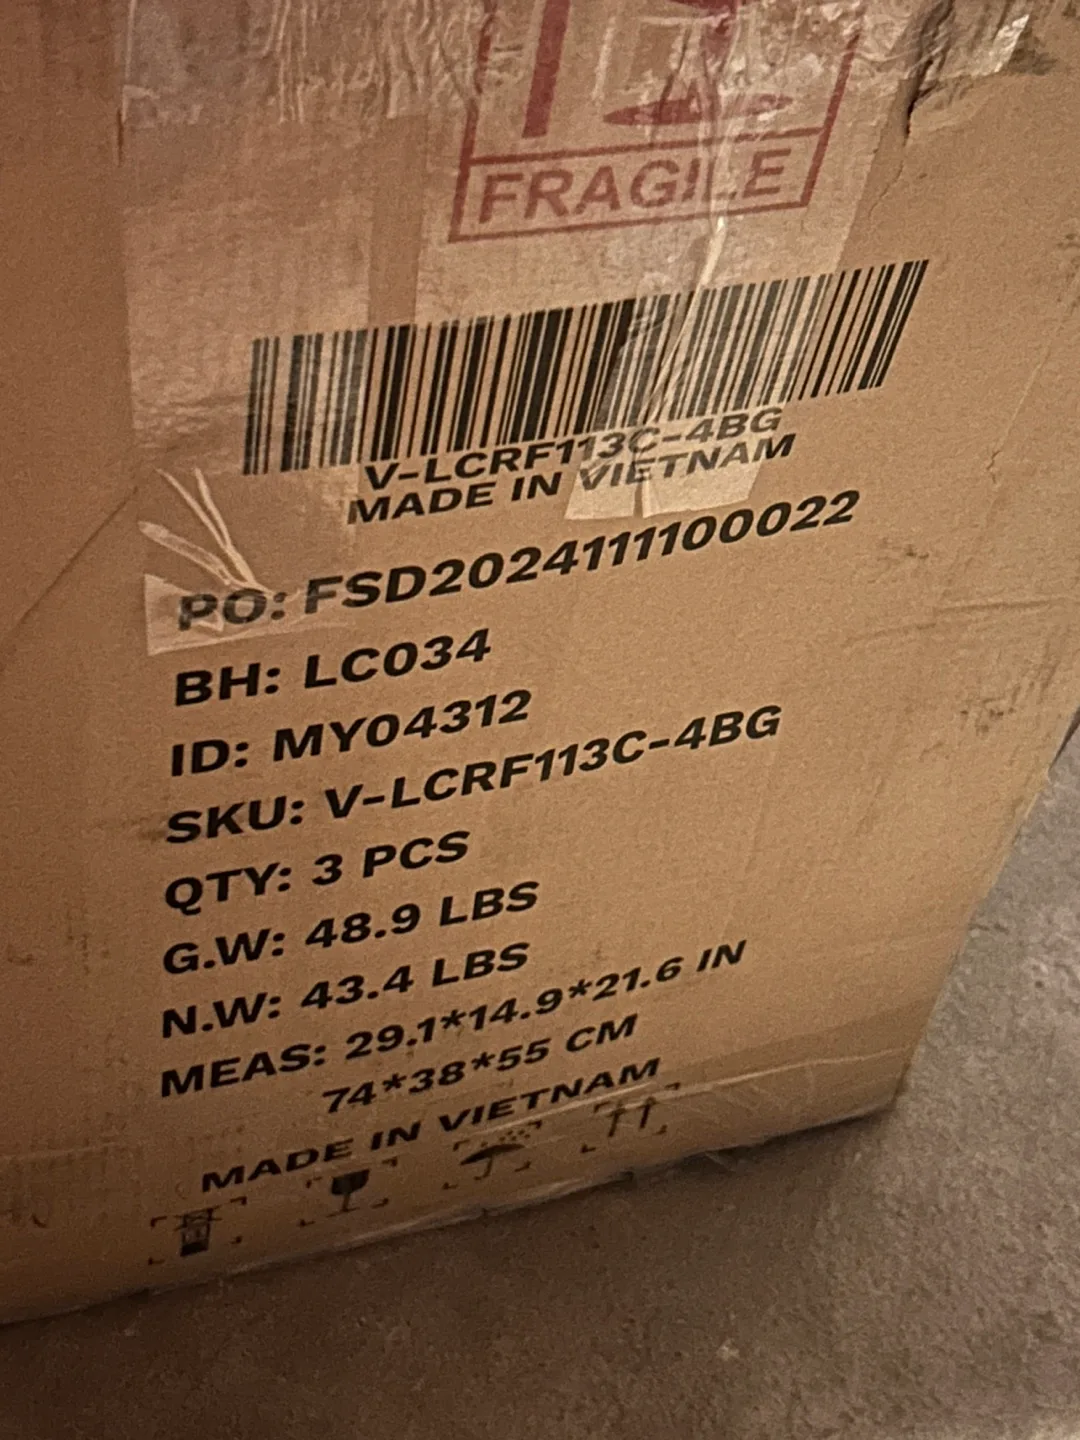 FRAGILE
V-LCRF113C-4BG
MADE IN VIETNAM
PO: FSD2024111100022
BH: LC034
ID: MY04312
SKU: V-LCRF113C-4BG
QTY: 3 PCS
G.W: 48.9 LBS
N.W: 43.4 LBS
MEAS: 29.1*14.9*21.6 IN
74*38*55 CM
MADE IN VIETNAM